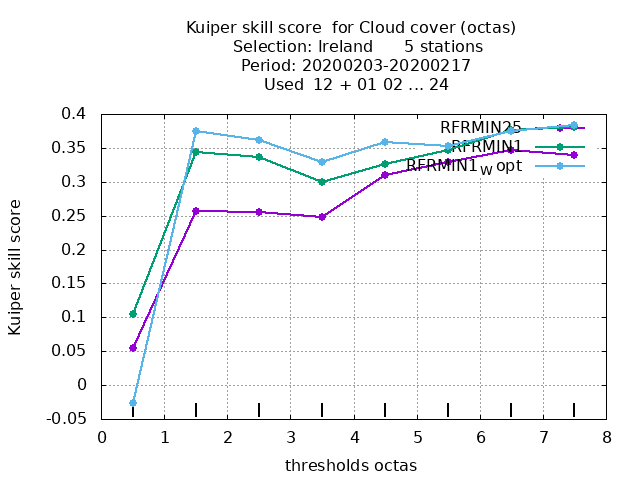 Kuiper skill score  for Cloud cover (octas)
Selection: Ireland      5 stations
Period: 20200203-20200217
Used  12 + 01 02 ... 24
0.4
0.35
0.3
0.25
0.2
0.15
0.1
0.05
0
-0.05
Kuiper skill score
RFRMIN25
RFRMIN1
RFRMIN1W opt
0 1 2 3 4 5 6 7 8
thresholds octas